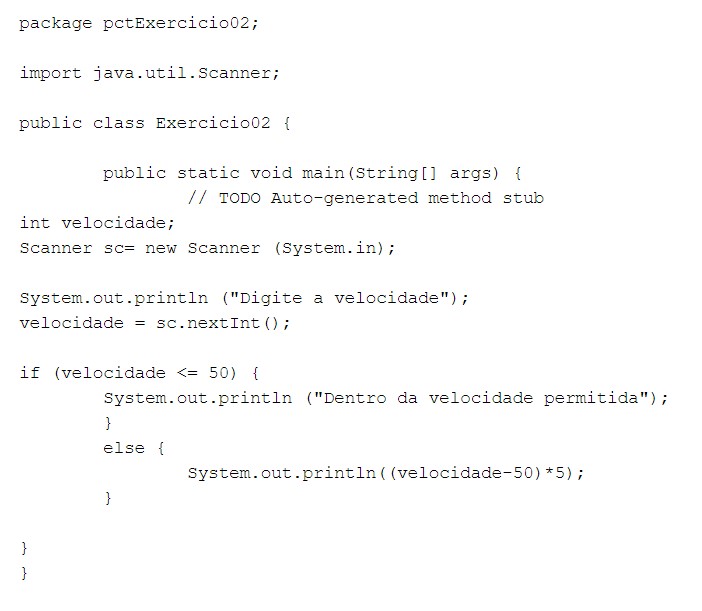 package pctExercicio02;
import java.util.Scanner;
public class Exercicio02 {
public static void main(String[] args) {
// TODO Auto-generated method stub
int velocidade;
Scanner sc= new Scanner (System.in);
System.out.println ("Digite a velocidade");
velocidade = sc.nextInt();
if (velocidade <= 50) {
System.out.println ("Dentro da velocidade permitida");
}
else {
System.out.println((velocidade-50)*5);
}
}
}